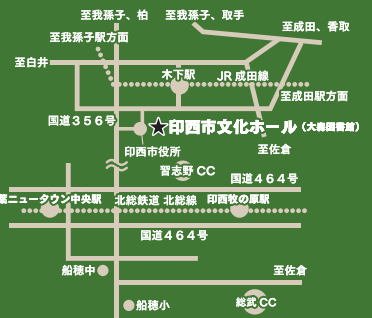 至我孫子、柏
至我孫子、取手
至成田、香取
至我孫子駅方面
至白井
木下駅
JR 成田線
至成田駅方面
国道３５６号
印西市文化ホール（大森図書館）
印西市役所
至佐倉
習志野 CC
国道４６４号
葉ニュータウン中央駅
北総鉄道 北総線
印西牧の原駅
国道４６４号
船穂中
至佐倉
船穂小
総武 CC